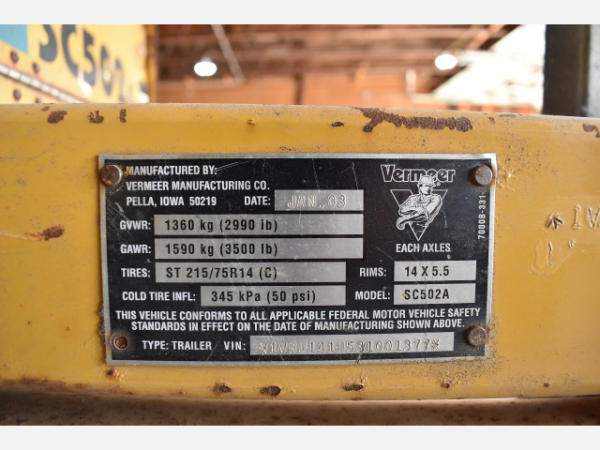 SC502
MANUFACTURED BY:
VERMEER MANUFACTURING CO.
PELLA, IOWA 50219 DATE: JAN. 03
Vermeer
GVWR: 1360 kg (2990 lb)
GAWR: 1590 kg (3500 lb) EACH AXLES
TIRES: ST 215/75R14 (C) RIMS: 14 X 5.5
COLD TIRE INFL: 345 kPa (50 psi) MODEL: SC502A
THIS VEHICLE CONFORMS TO ALL APPLICABLE FEDERAL MOTOR VEHICLE SAFETY
STANDARDS IN EFFECT ON THE DATE OF MANUFACTURING SHOWN ABOVE.
TYPE: TRAILER VIN:
7000B-331